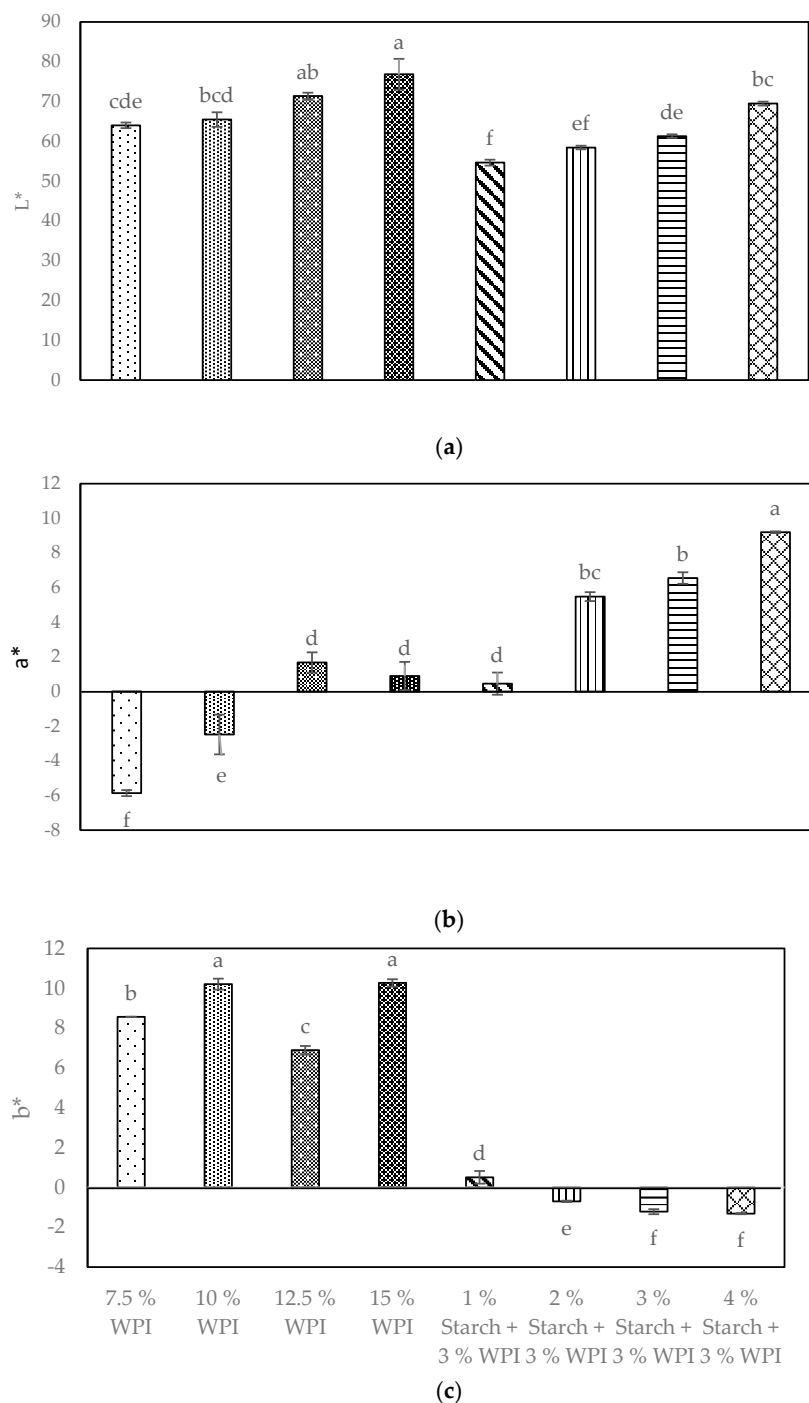 90
80
70
60
50
40
30
20
10
0
L*
cde
bcd
ab
a
f
ef
de
bc
(a)
12
10
8
6
4
2
0
-2
-4
-6
-8
a*
f
e
d
d
d
bc
b
a
(b)
12
10
8
6
4
2
0
-2
-4
b*
b
a
c
a
d
e
f
f
7.5 %
WPI
10 %
WPI
12.5 %
WPI
15 %
WPI
1 %
Starch +
3 % WPI
2 %
Starch +
3 % WPI
3 %
Starch +
3 % WPI
4 %
Starch +
3 % WPI
(c)